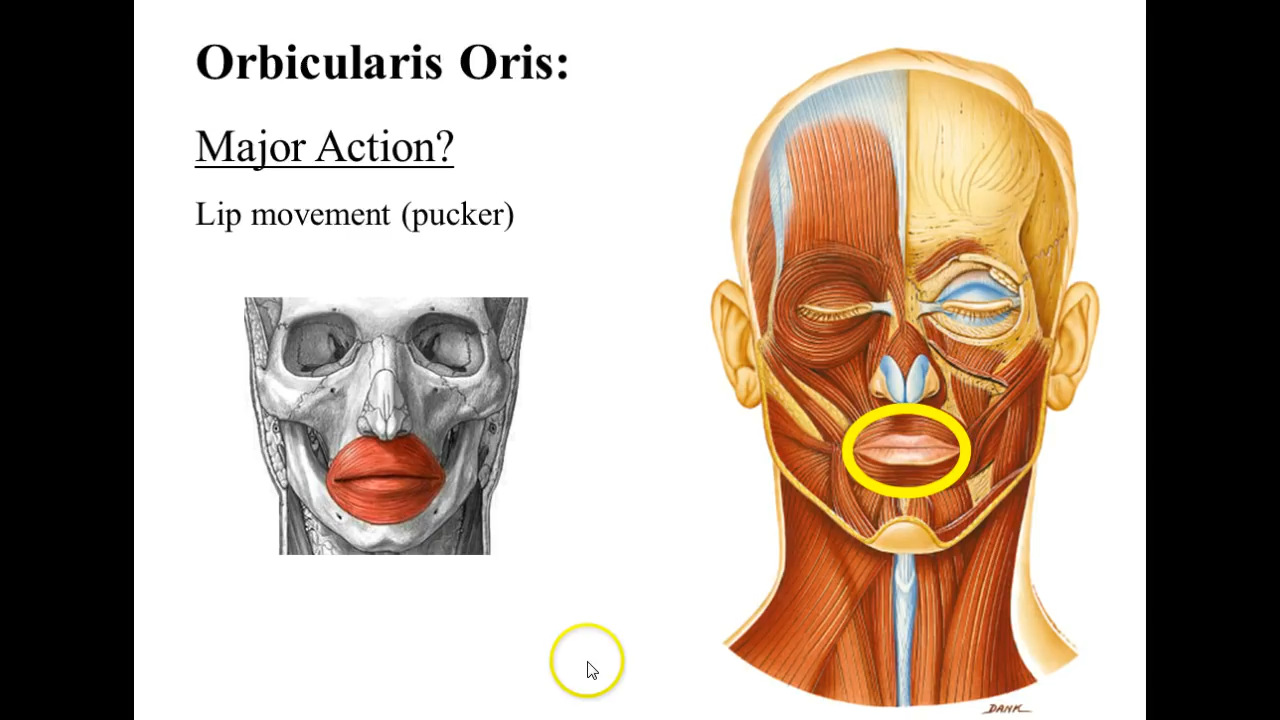 Orbicularis Oris:
Major Action?
Lip movement (pucker)
DANK